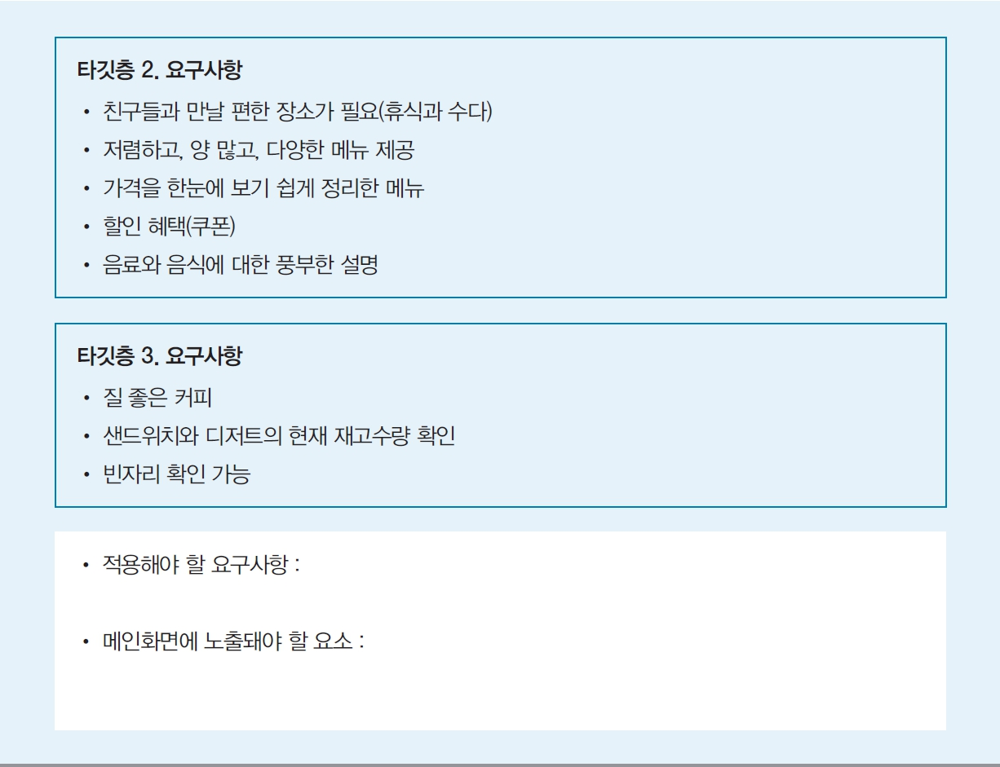 타깃층 2. 요구사항
• 친구들과 만날 편한 장소가 필요(휴식과 수다)
• 저렴하고, 양 많고, 다양한 메뉴 제공
• 가격을 한눈에 보기 쉽게 정리한 메뉴
• 할인 혜택(쿠폰)
• 음료와 음식에 대한 풍부한 설명
타깃층 3. 요구사항
• 질 좋은 커피
• 샌드위치와 디저트의 현재 재고수량 확인
• 빈자리 확인 가능
• 적용해야 할 요구사항 :
• 메인화면에 노출돼야 할 요소 :